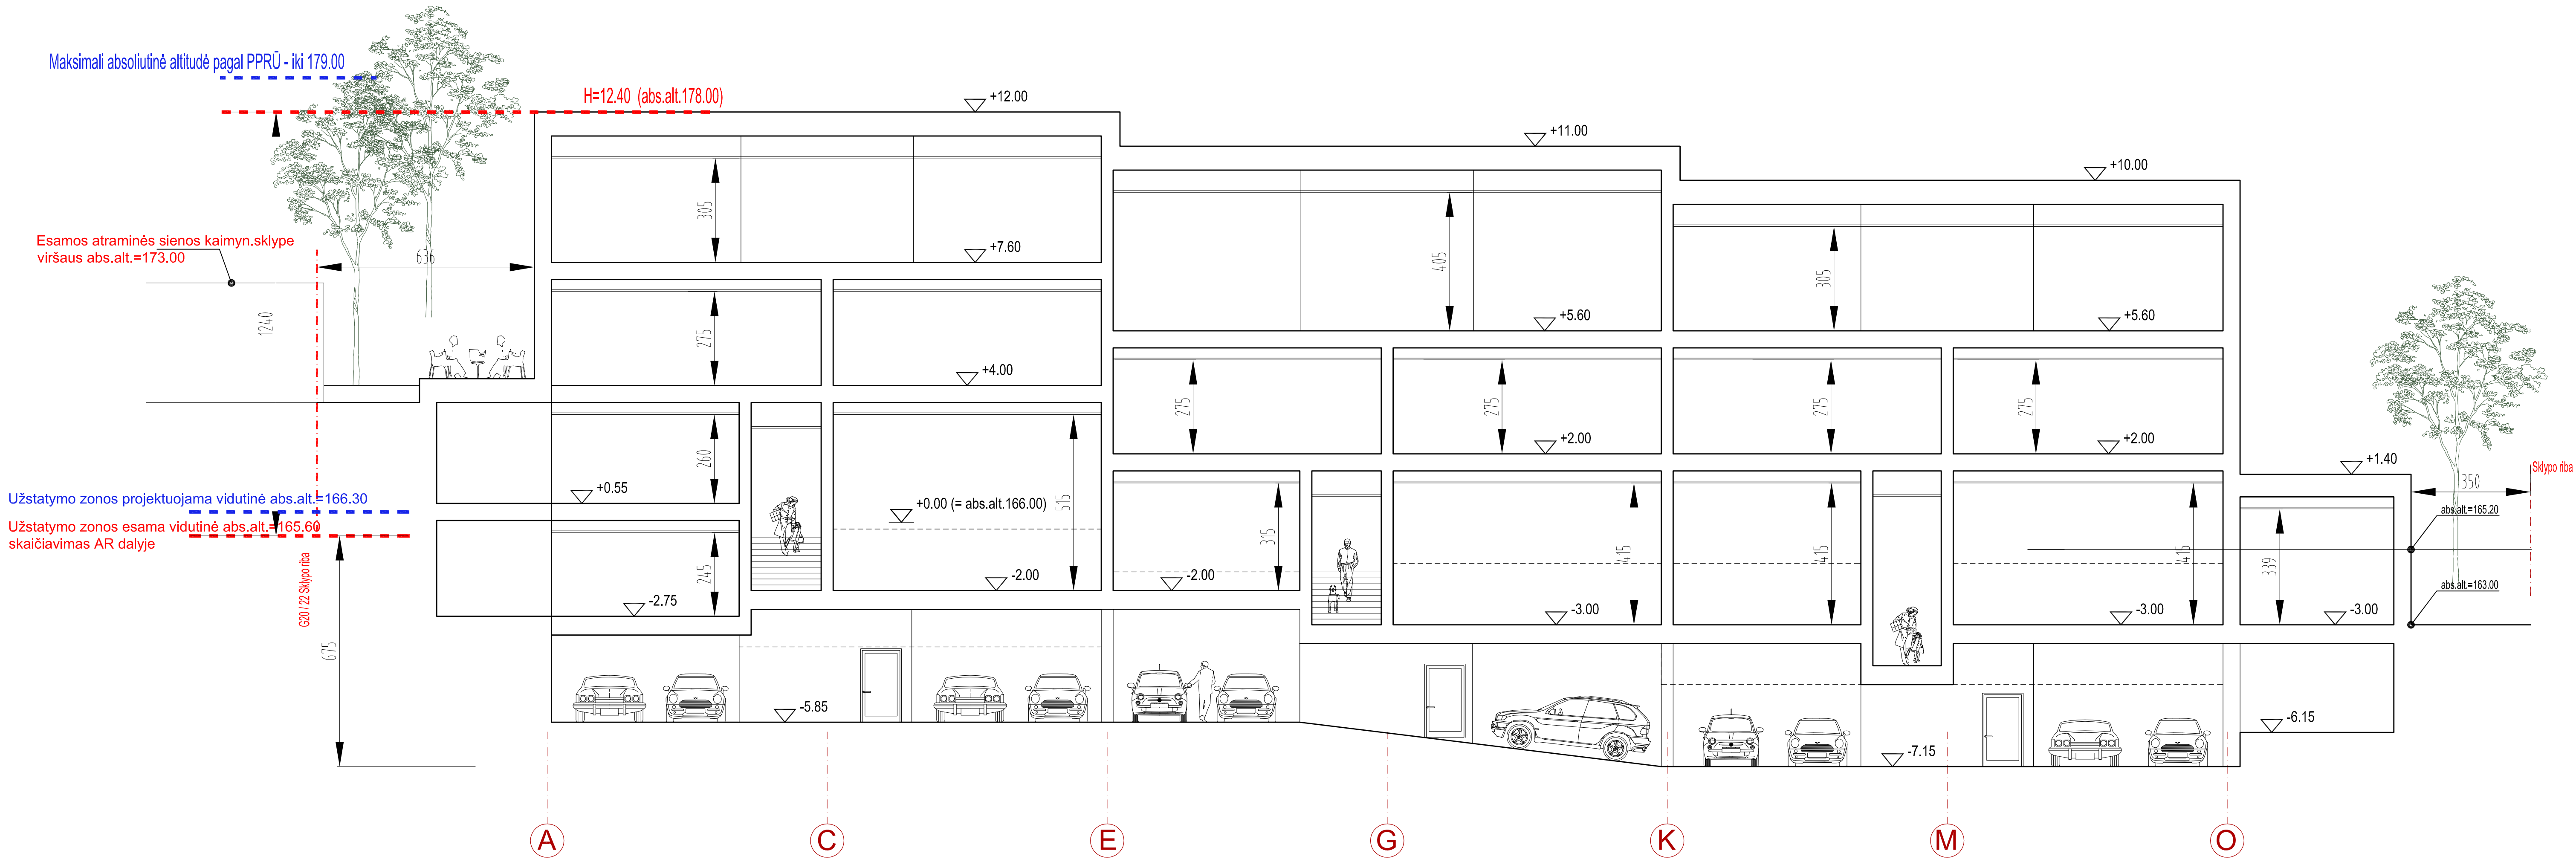 Maksimali absoliutinė altitudė pagal PPRŪ - iki 179.00
H=12.40 (abs.alt.178.00)
+12.00
+11.00
+10.00
305
405
305
Esamos atraminės sienos kaimyn.sklype
viršaus abs.alt.=173.00
636
+7.60
1240
275
+5.60
+5.60
+4.00
275
275
275
275
+2.00
+2.00
260
+1.40
Sklypo riba
350
+0.55
Užstatymo zonos projektuojama vidutinė abs.alt.=166.30
+0.00 (= abs.alt.166.00)
515
abs.alt.=165.20
Užstatymo zonos esama vidutinė abs.alt.=165.60
skaičiavimas AR dalyje
315
415
415
415
339
G20 / 22 Sklypo riba
245
-2.00
-2.00
abs.alt.=163.00
-2.75
-3.00
-3.00
-3.00
675
-5.85
-6.15
-7.15
A
C
E
G
K
M
O